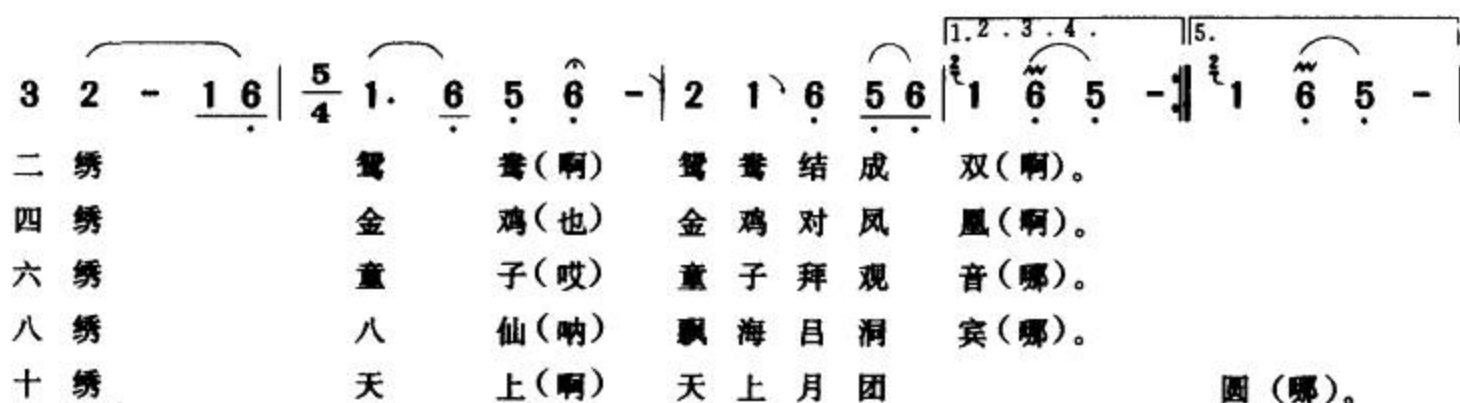 1. 2. 3. 4. 5.
3 2 - 1 6 5/4 1. 6 5 6 - 2 1 6 5 6 2 1 6 5 - 2 1 6 5 -
二 绣 鸳 鸯(啊) 鸳 鸯 结 成 双(啊)。
四 绣 金 鸡(也) 金 鸡 对 凤 凰(啊)。
六 绣 童 子(哎) 童 子 拜 观 音(哪)。
八 绣 八 仙(呐) 飘 海 吕 洞 宾(哪)。
十 绣 天 上(啊) 天 上 月 团 圆(哪)。